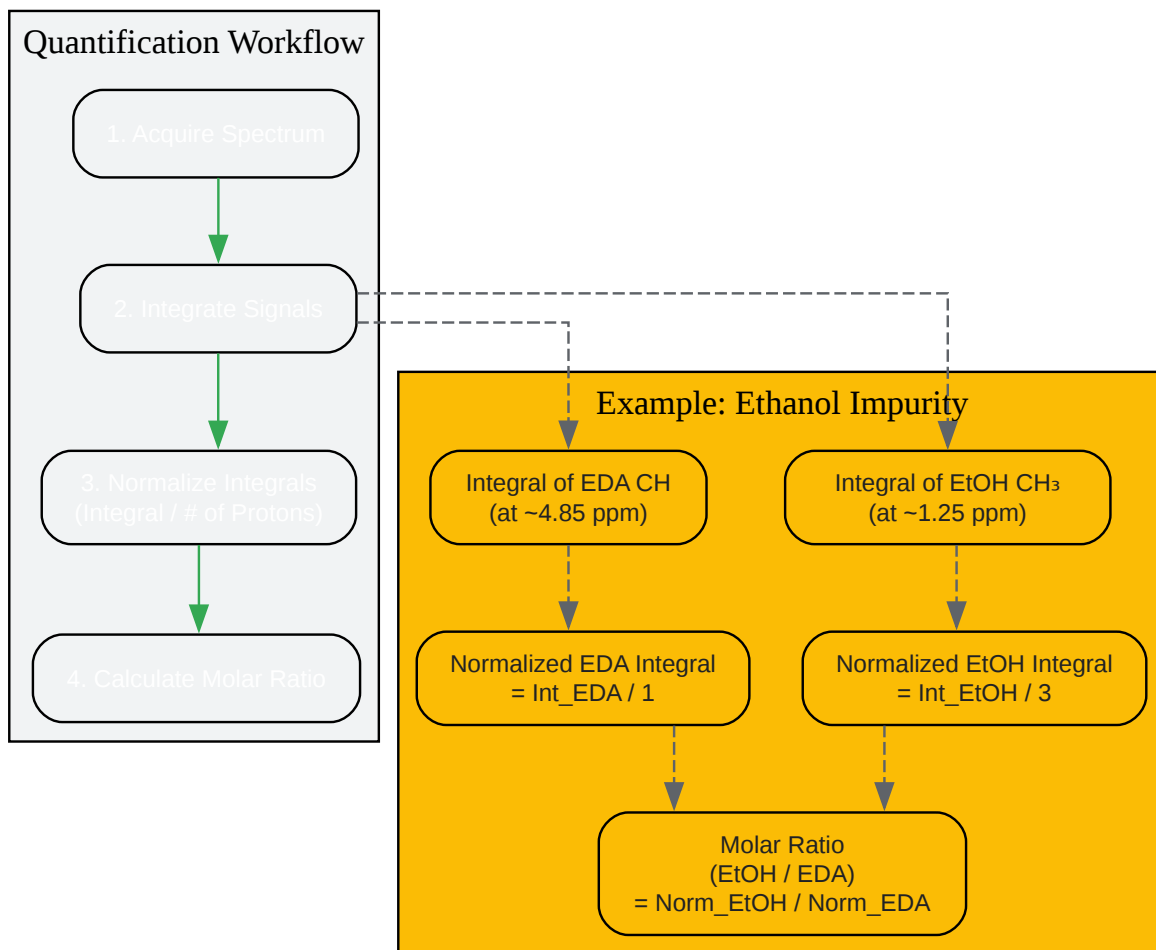 Quantification Workflow
1. Acquire Spectrum
2. Integrate Signals
3. Normalize Integrals
(Integral / # of Protons)
4. Calculate Molar Ratio
Example: Ethanol Impurity
Integral of EDA CH
(at ~4.85 ppm)
Integral of EtOH CH₃
(at ~1.25 ppm)
Normalized EDA Integral
= Int_EDA / 1
Normalized EtOH Integral
= Int_EtOH / 3
Molar Ratio
(EtOH / EDA)
= Norm_EtOH / Norm_EDA